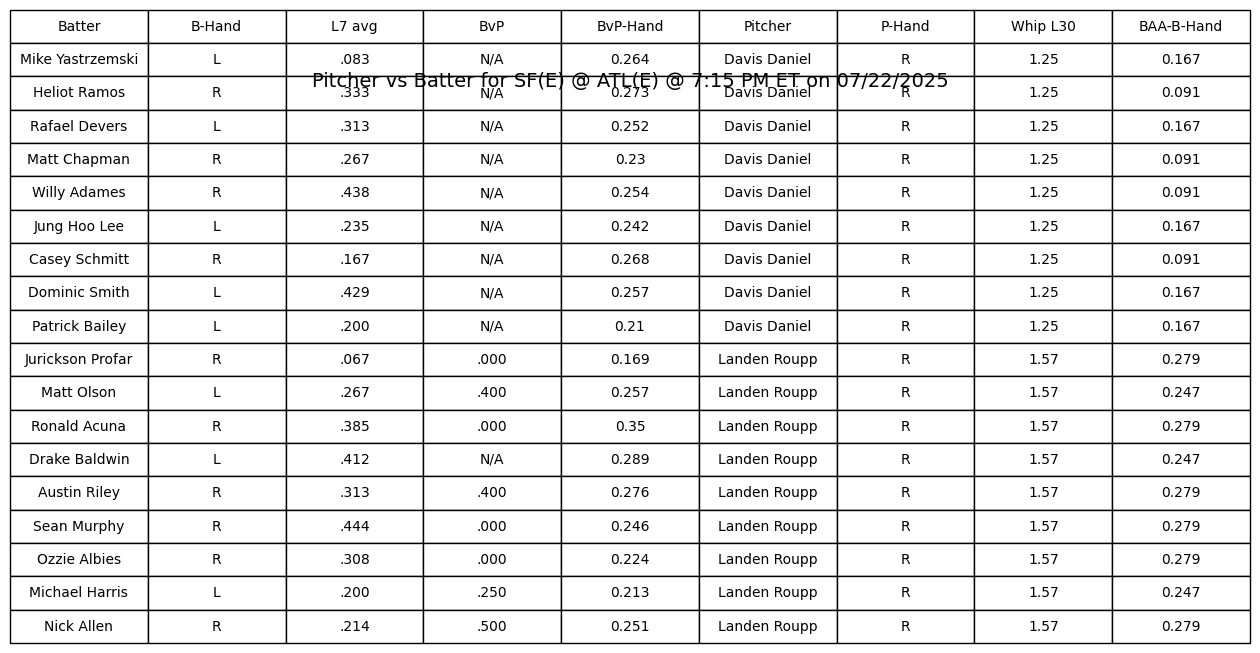 Batter B-Hand L7 avg BvP BvP-Hand Pitcher P-Hand Whip L30 BAA-B-Hand
Mike Yastrzemski L .083 N/A 0.264 Davis Daniel R 1.25 0.167
Pitcher vs Batter for SF(E) @ ATL(E) @ 7:15 PM ET on 07/22/2025
Heliot Ramos R .333 N/A 0.273 Davis Daniel R 1.25 0.091
Rafael Devers L .313 N/A 0.252 Davis Daniel R 1.25 0.167
Matt Chapman R .267 N/A 0.23 Davis Daniel R 1.25 0.091
Willy Adames R .438 N/A 0.254 Davis Daniel R 1.25 0.091
Jung Hoo Lee L .235 N/A 0.242 Davis Daniel R 1.25 0.167
Casey Schmitt R .167 N/A 0.268 Davis Daniel R 1.25 0.091
Dominic Smith L .429 N/A 0.257 Davis Daniel R 1.25 0.167
Patrick Bailey L .200 N/A 0.21 Davis Daniel R 1.25 0.167
Jurickson Profar R .067 .000 0.169 Landen Roupp R 1.57 0.279
Matt Olson L .267 .400 0.257 Landen Roupp R 1.57 0.247
Ronald Acuna R .385 .000 0.35 Landen Roupp R 1.57 0.279
Drake Baldwin L .412 N/A 0.289 Landen Roupp R 1.57 0.247
Austin Riley R .313 .400 0.276 Landen Roupp R 1.57 0.279
Sean Murphy R .444 .000 0.246 Landen Roupp R 1.57 0.279
Ozzie Albies R .308 .000 0.224 Landen Roupp R 1.57 0.279
Michael Harris L .200 .250 0.213 Landen Roupp R 1.57 0.247
Nick Allen R .214 .500 0.251 Landen Roupp R 1.57 0.279